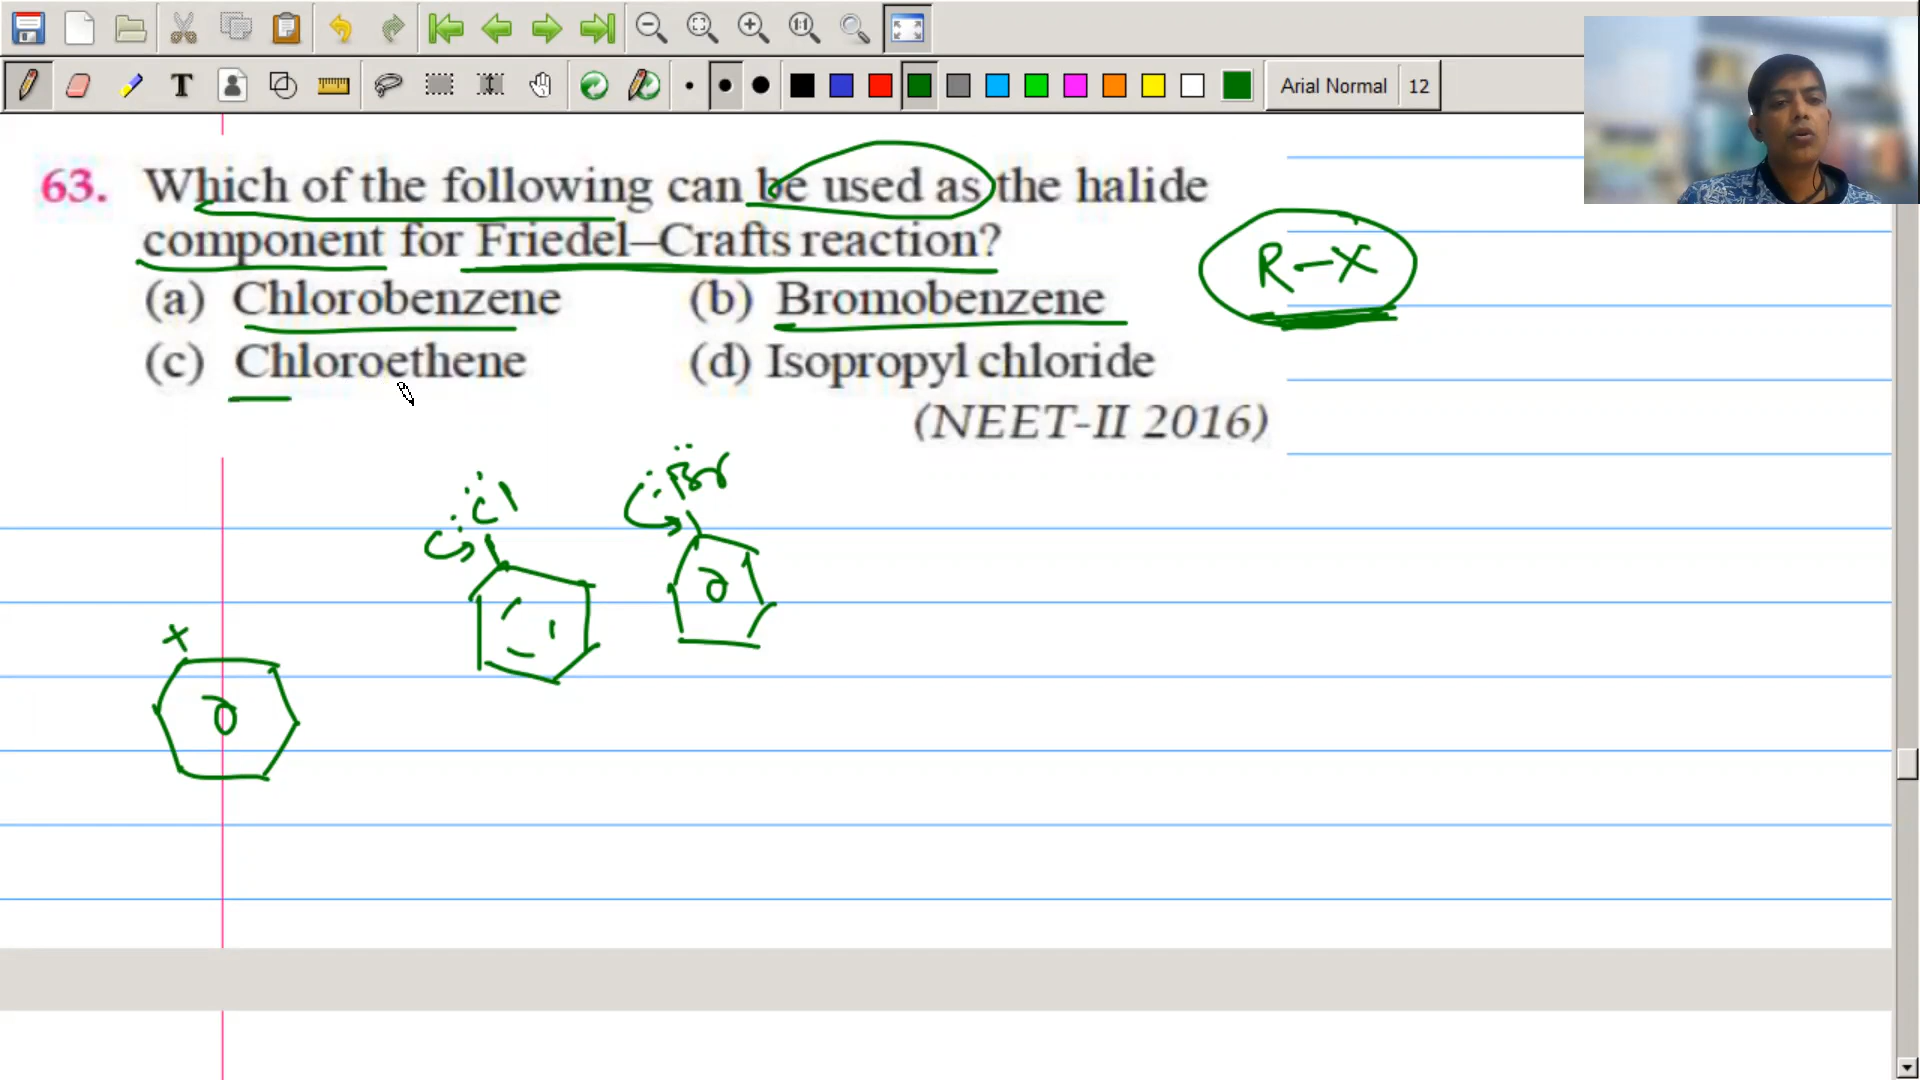 Arial Normal 12
63. Which of the following can be used as the halide
component for Friedel–Crafts reaction?
R–X
(a) Chlorobenzene (b) Bromobenzene
(c) Chloroethene (d) Isopropyl chloride
(NEET-II 2016)
:Br
Cl
X